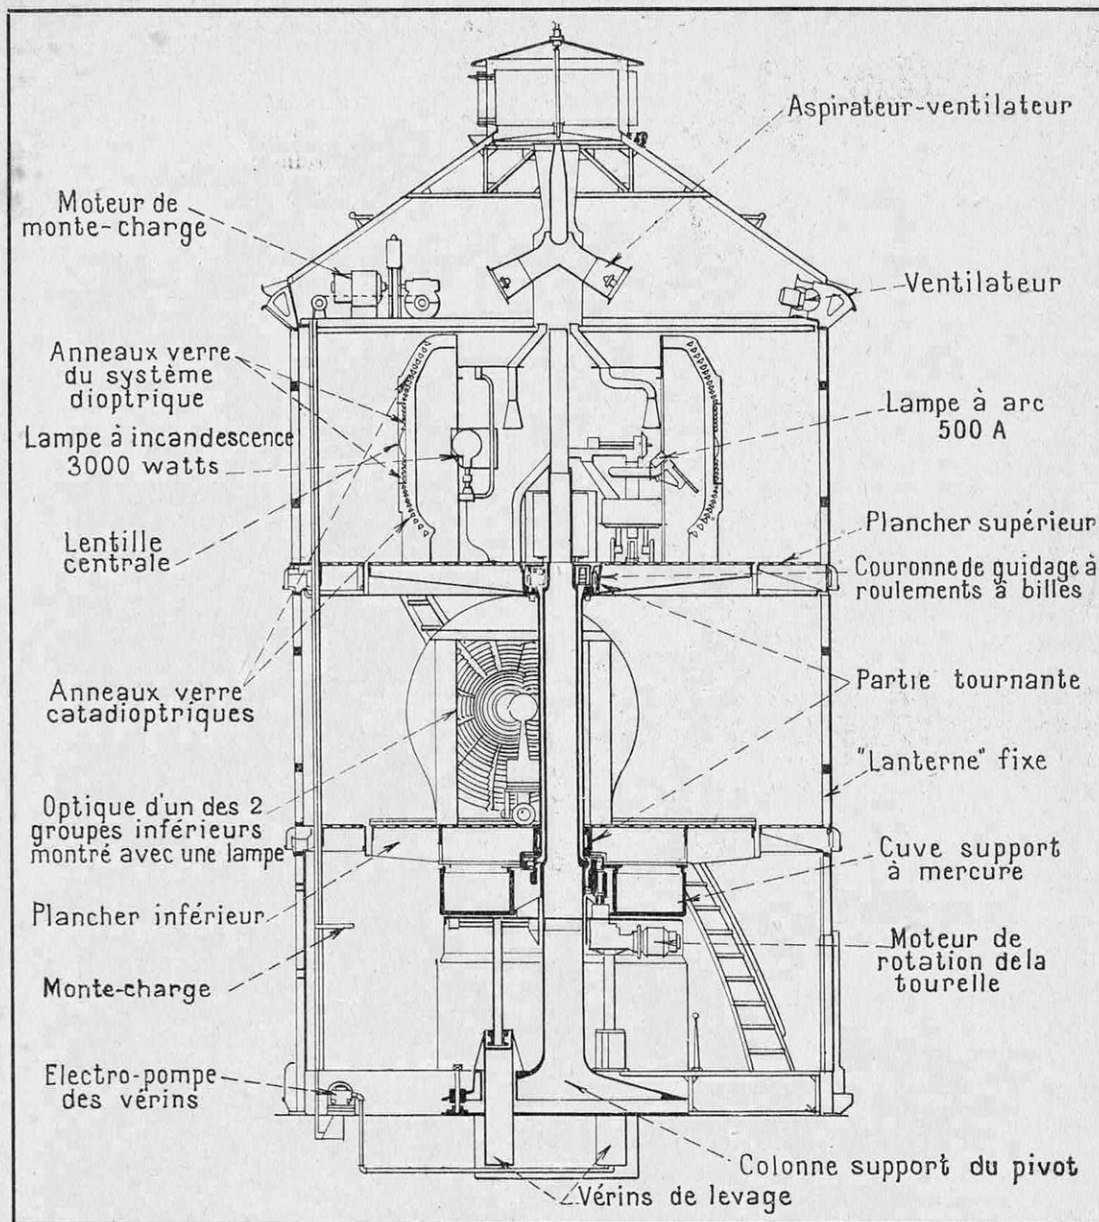 Aspirateur-ventilateur
Moteur de
monte-charge
Ventilateur
Anneaux verre
du système
dioptrique
Lampe à arc
500 A
Lampe à incandescence
3000 watts
Plancher supérieur
Lentille
centrale
Couronne de guidage à
roulements à billes
Anneaux verre
catadioptriques
Partie tournante
"Lanterne" fixe
Optique d'un des 2
groupes inférieurs
montré avec une lampe
Cuve support
à mercure
Plancher inférieur
Moteur de
rotation de la
tourelle
Monte-charge
Electro-pompe
des vérins
Colonne support du pivot
Vérins de levage